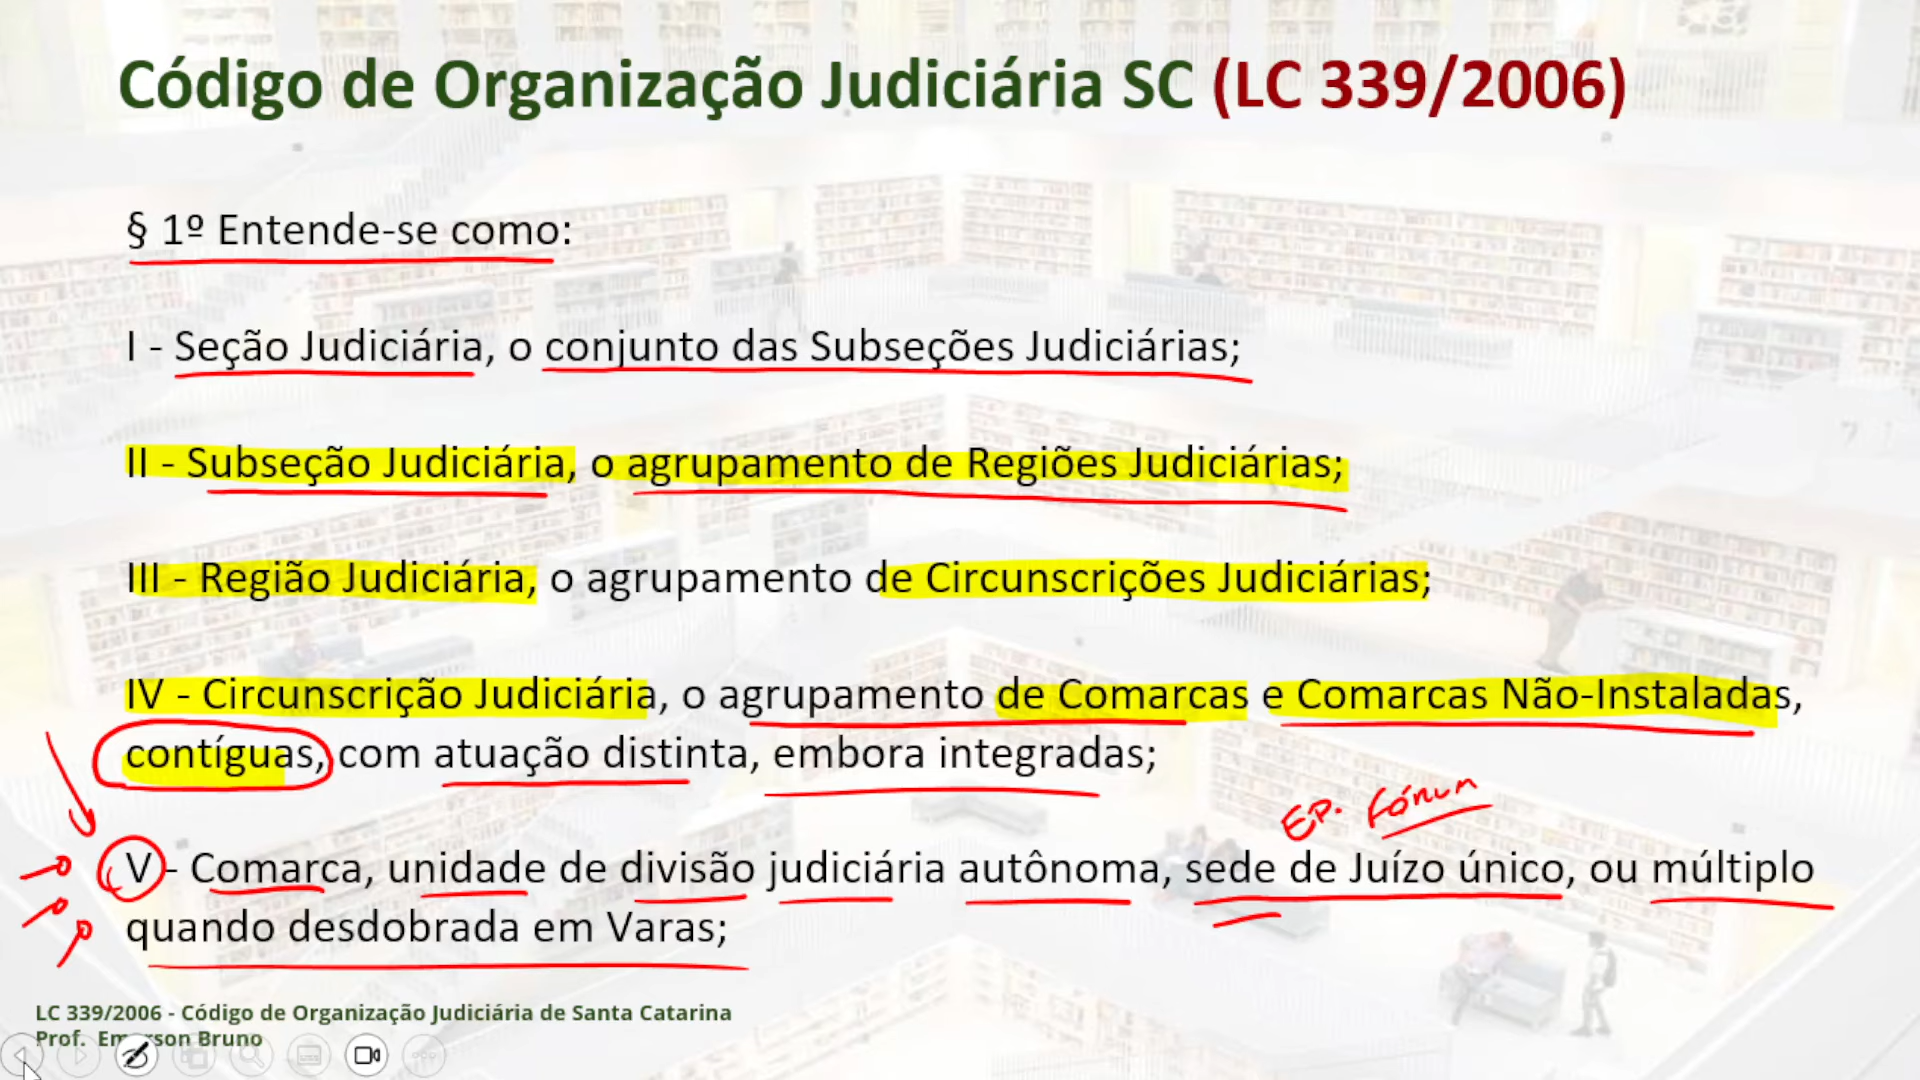 Código de Organização Judiciária SC (LC 339/2006)
§ 1º Entende-se como:
I - Seção Judiciária, o conjunto das Subseções Judiciárias;
II - Subseção Judiciária, o agrupamento de Regiões Judiciárias;
III - Região Judiciária, o agrupamento de Circunscrições Judiciárias;
IV - Circunscrição Judiciária, o agrupamento de Comarcas e Comarcas Não-Instaladas,
contíguas, com atuação distinta, embora integradas;
Fórum
V - Comarca, unidade de divisão judiciária autônoma, sede de Juízo único, ou múltiplo
quando desdobrada em Varas;
LC 339/2006 - Código de Organização Judiciária de Santa Catarina
Prof. Emerson Bruno